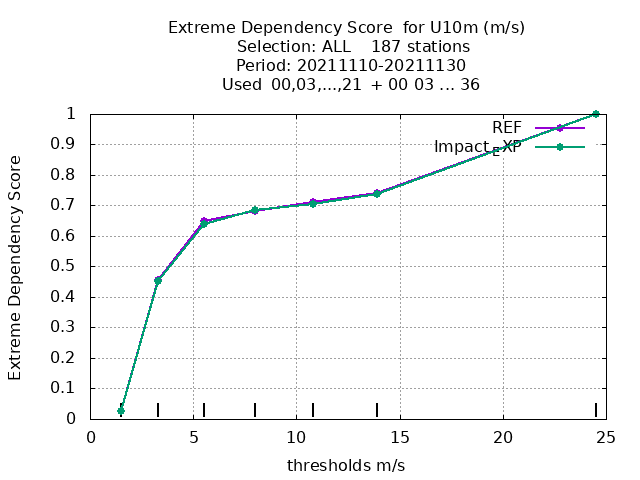 Extreme Dependency Score  for U10m (m/s)
Selection: ALL    187 stations
Period: 20211110-20211130
Used  00,03,...,21  + 00 03 ... 36
REF
Impact_EXP
Extreme Dependency Score
1
0.9
0.8
0.7
0.6
0.5
0.4
0.3
0.2
0.1
0
0 5 10 15 20 25
thresholds m/s